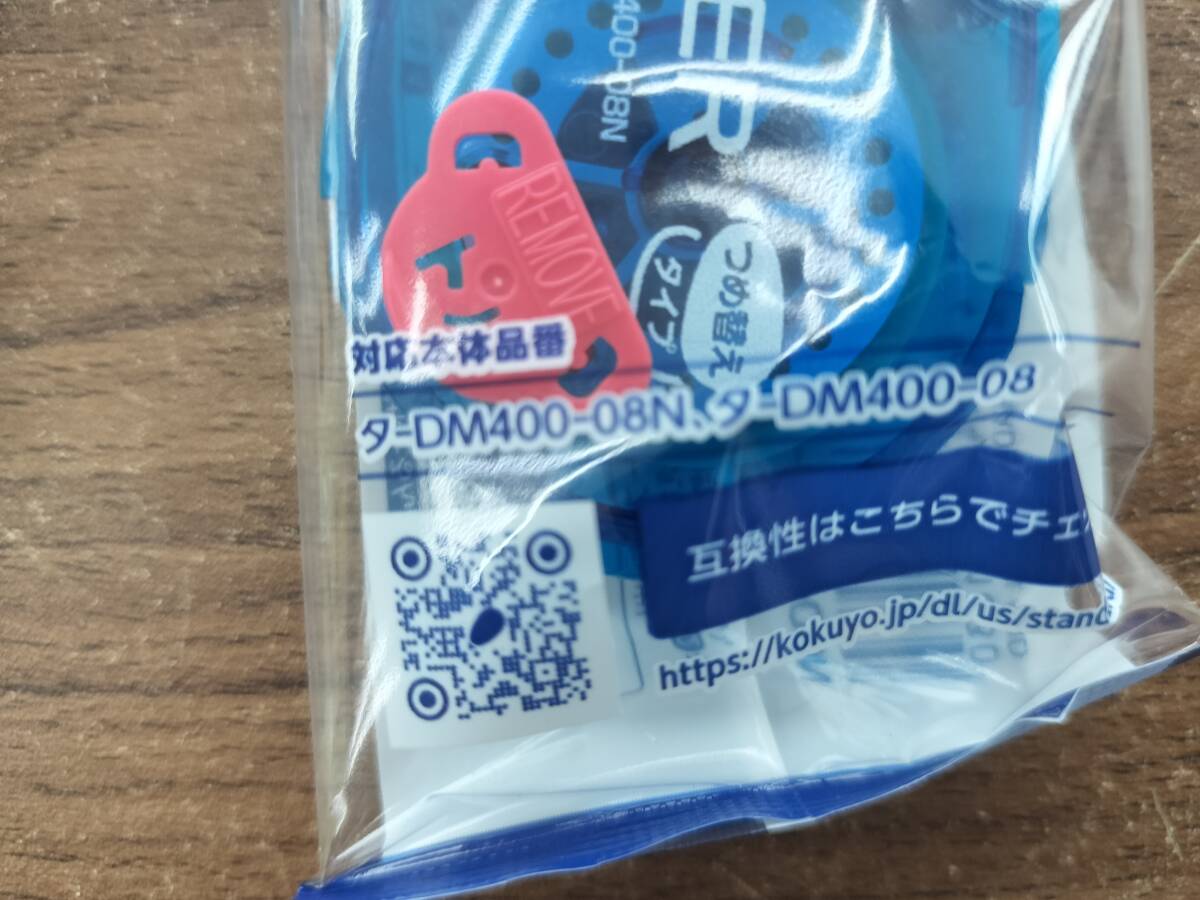 ER
400-08N
REMOVE
つめ替え
タイプ
対応本体品番
タ-DM400-08N、タ-DM400-08
互換性はこちらでチェ
https://kokuyo.jp/dl/us/stand